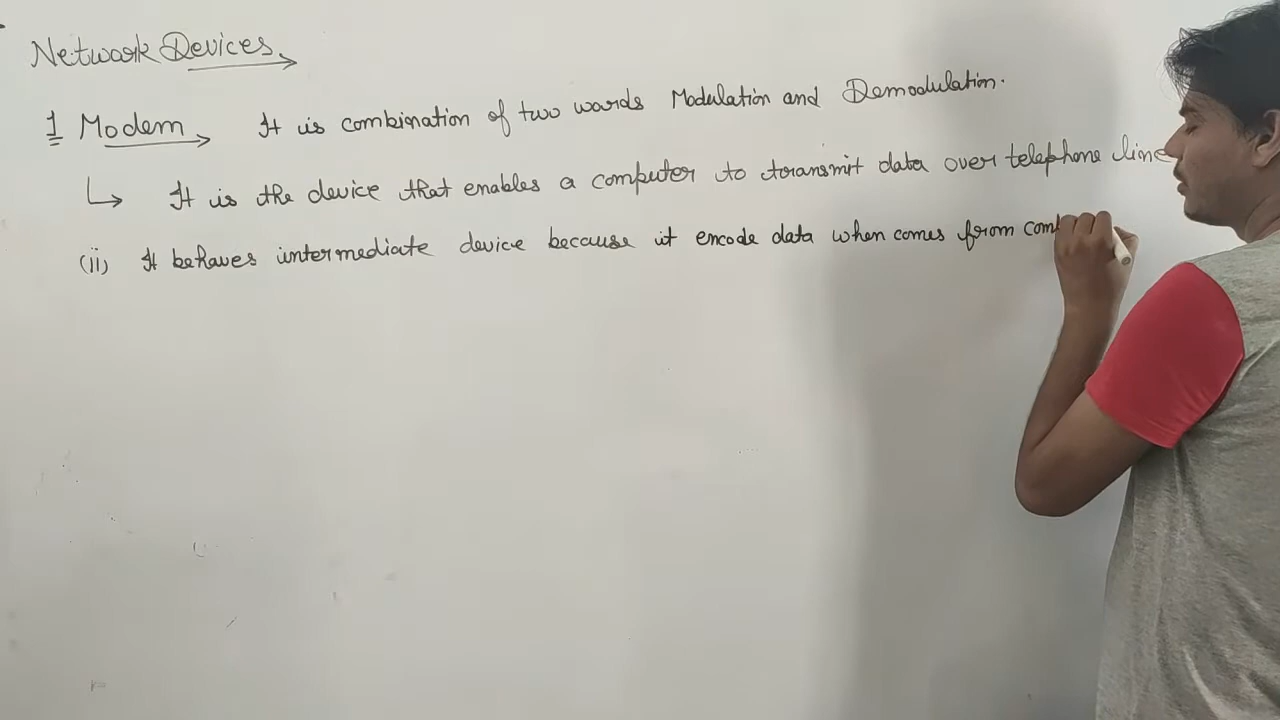 Network Devices
1 Modem It is combination of two words Modulation and Demodulation.
It is the device that enables a computer to transmit data over telephone line
(ii) It behaves intermediate device because it encode data when comes from